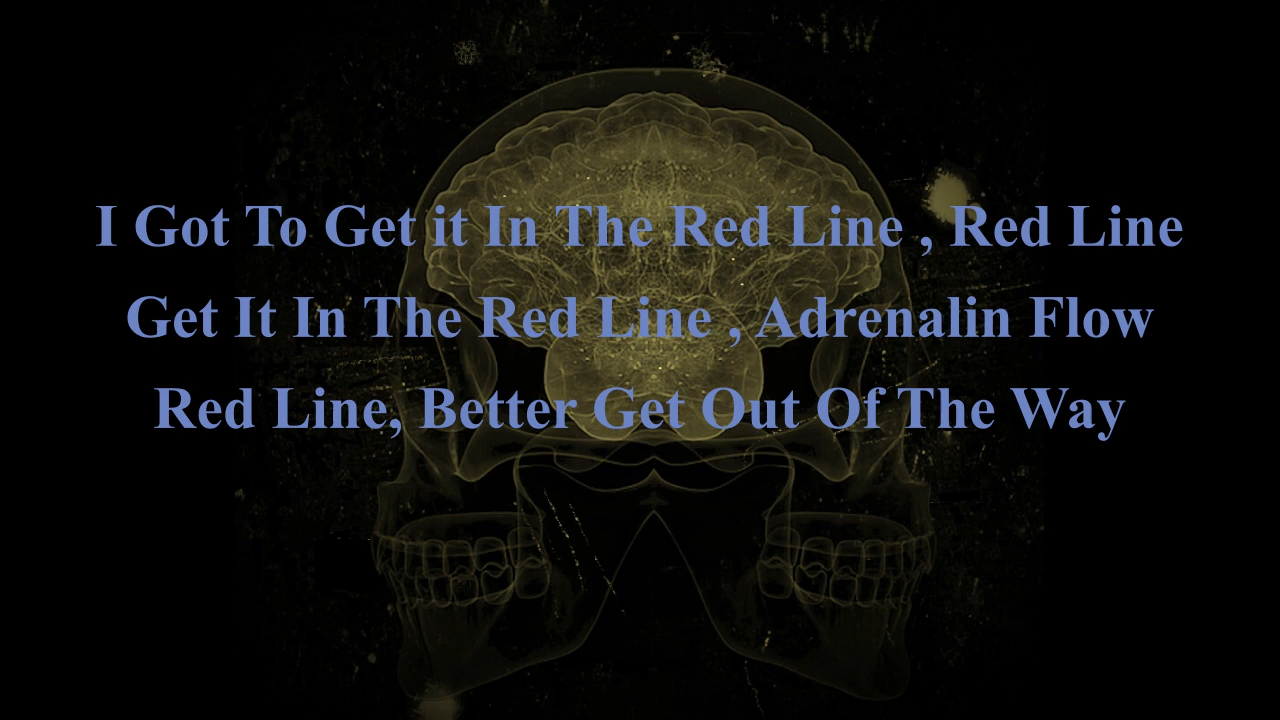 I Got To Get it In The Red Line , Red Line
Get It In The Red Line , Adrenalin Flow
Red Line, Better Get Out Of The Way